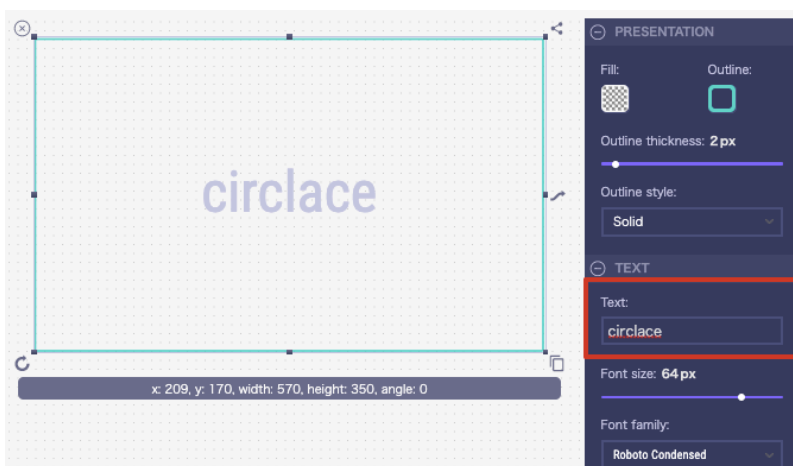 PRESENTATION
Fill:
Outline:
Outline thickness: 2 px
Outline style:
Solid
circlace
TEXT
Text:
circlace
x: 209, y: 170, width: 570, height: 350, angle: 0
Font size: 64 px
Font family:
Roboto Condensed